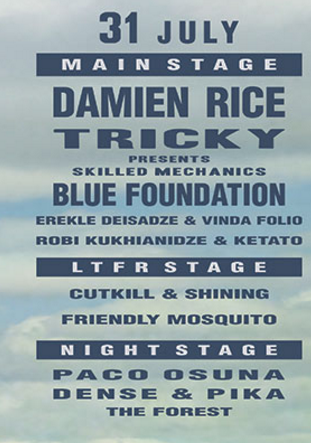 31 JULY
MAIN STAGE
DAMIEN RICE
TRICKY
PRESENTS
SKILLED MECHANICS
BLUE FOUNDATION
EREKLE DEISADZE & VINDA FOLIO
ROBI KUKHIANIDZE & KETATO
LTFR STAGE
CUTKILL & SHINING
FRIENDLY MOSQUITO
NIGHT STAGE
PACO OSUNA
DENSE & PIKA
THE FOREST